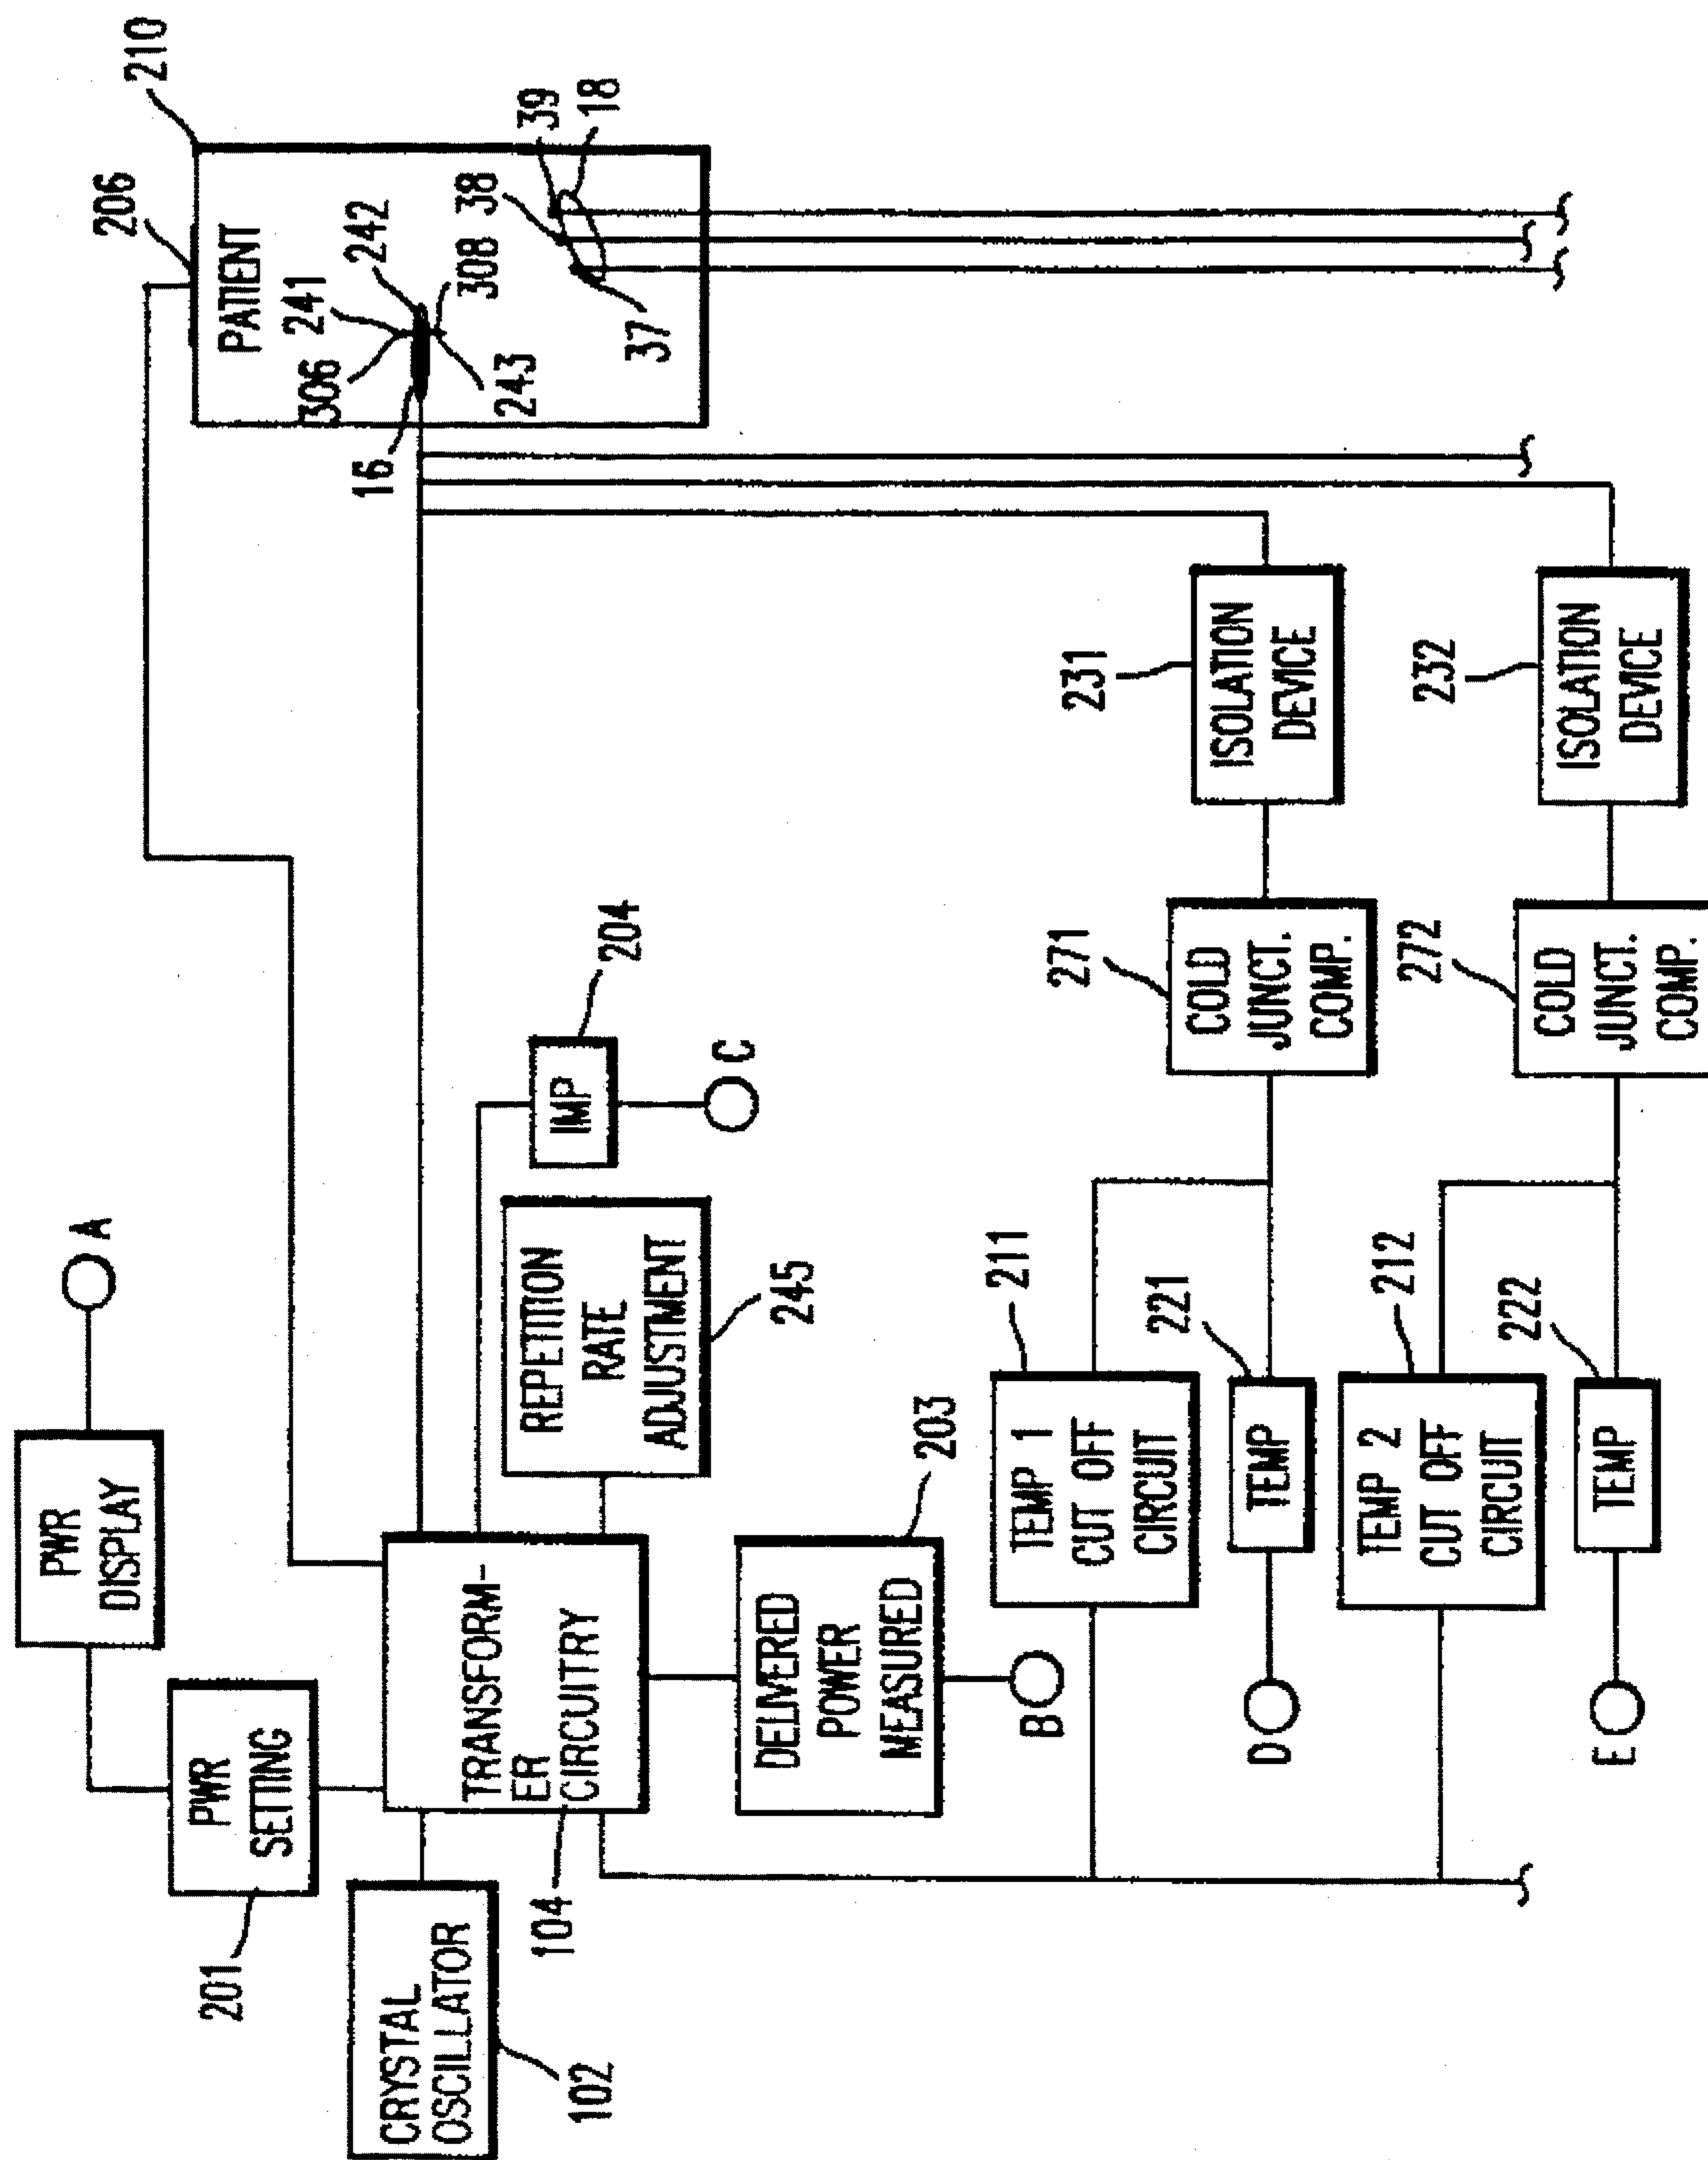 PWR
DISPLAY
A
PWR
SETTING
201
CRYSTAL
OSCILLATOR
102
TRANSFORM-
ER
CIRCUITRY
104
REPETITION
RATE
ADJUSTMENT
245
IMP
204
C
DELIVERED
POWER
MEASURED
203
B
206
210
PATIENT
241
242
306
308
243
16
39
18
38
37
TEMP 1
CUT OFF
CIRCUIT
211
TEMP
221
D
COLD
JUNCT.
COMP.
271
ISOLATION
DEVICE
231
TEMP 2
CUT OFF
CIRCUIT
212
TEMP
222
E
COLD
JUNCT.
COMP.
272
ISOLATION
DEVICE
232